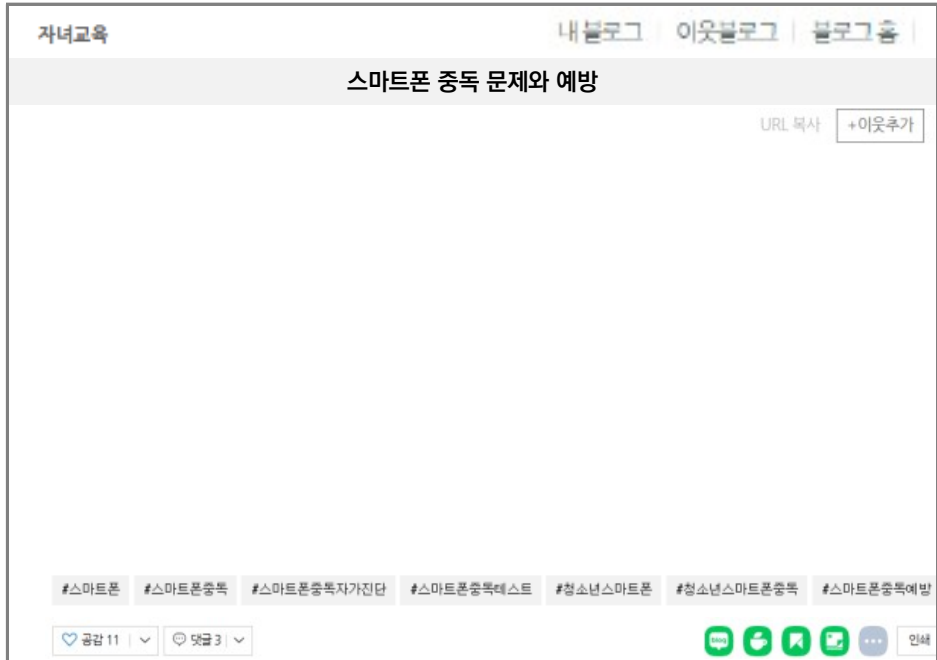 자녀교육 내 블로그 이웃블로그 블로그 홈
스마트폰 중독 문제와 예방
URL 복사 +이웃추가
#스마트폰 #스마트폰중독 #스마트폰중독자가진단 #스마트폰중독테스트 #청소년스마트폰 #청소년스마트폰중독 #스마트폰중독예방
공감 11 댓글 3 blog 인쇄